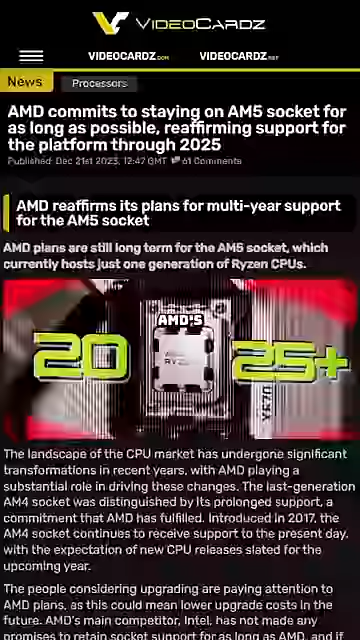 VIDEOCARDZ
VIDEOCARDZ.COM VIDEOCARDZ.NET
News Processors
AMD commits to staying on AM5 socket for
as long as possible, reaffirming support for
the platform through 2025
Published: Dec 21st 2023, 12:47 GMT 61 Comments
AMD reaffirms its plans for multi-year support
for the AM5 socket
AMD plans are still long term for the AM5 socket, which
currently hosts just one generation of Ryzen CPUs.
AMD'S
20 25+
RYZEN
X670
The landscape of the CPU market has undergone significant
transformations in recent years, with AMD playing a
substantial role in driving these changes. The last-generation
AM4 socket was distinguished by its prolonged support, a
commitment that AMD has fulfilled. Introduced in 2017, the
AM4 socket continues to receive support to the present day,
with the expectation of new CPU releases slated for the
upcoming year.
The people considering upgrading are paying attention to
AMD plans, as this could mean lower upgrade costs in the
future. AMD's main competitor, Intel, has not made any
promises to retain socket support for as long as AMD, and if